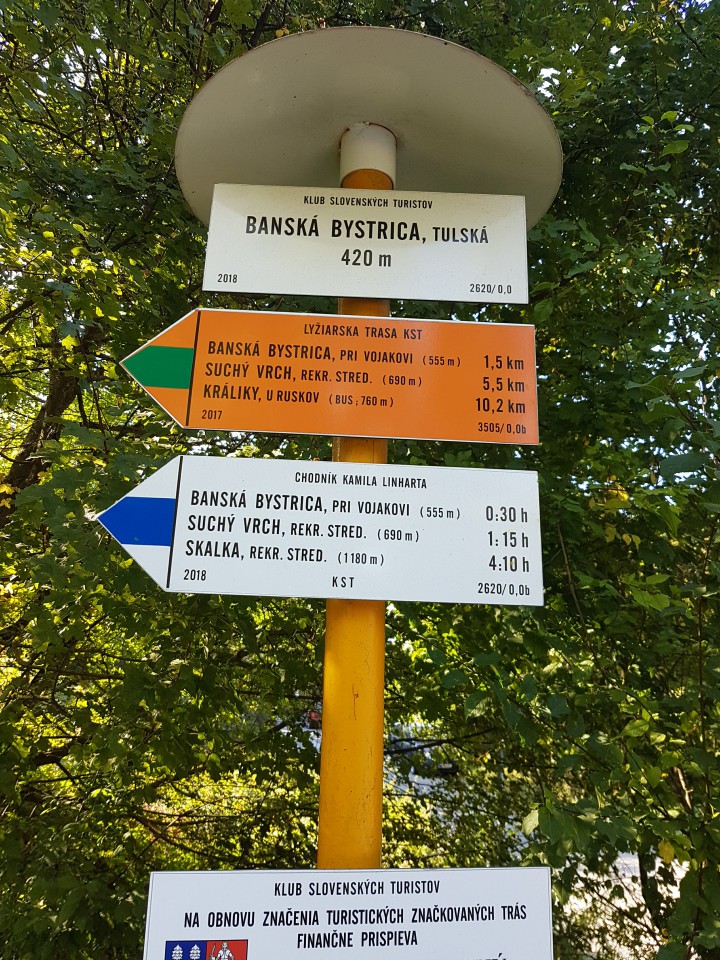 KLUB SLOVENSKÝCH TURISTOV
BANSKÁ BYSTRICA, TULSKÁ
420 m
2018 2620/0,0
LYŽIARSKA TRASA KST
BANSKÁ BYSTRICA, PRI VOJAKOVI (555 m) 1,5 km
SUCHÝ VRCH, REKR. STRED. (690 m) 5,5 km
KRÁLIKY, U RUSKOV (BUS; 760 m) 10,2 km
2017 3505/0,0b
CHODNÍK KAMILA LINHARTA
BANSKÁ BYSTRICA, PRI VOJAKOVI (555 m) 0:30 h
SUCHÝ VRCH, REKR. STRED. (690 m) 1:15 h
SKALKA, REKR. STRED. (1180 m) 4:10 h
2018 KST 2620/0,0b
KLUB SLOVENSKÝCH TURISTOV
NA OBNOVU ZNAČENIA TURISTICKÝCH ZNAČKOVANÝCH TRÁS
FINANČNE PRISPIEVA